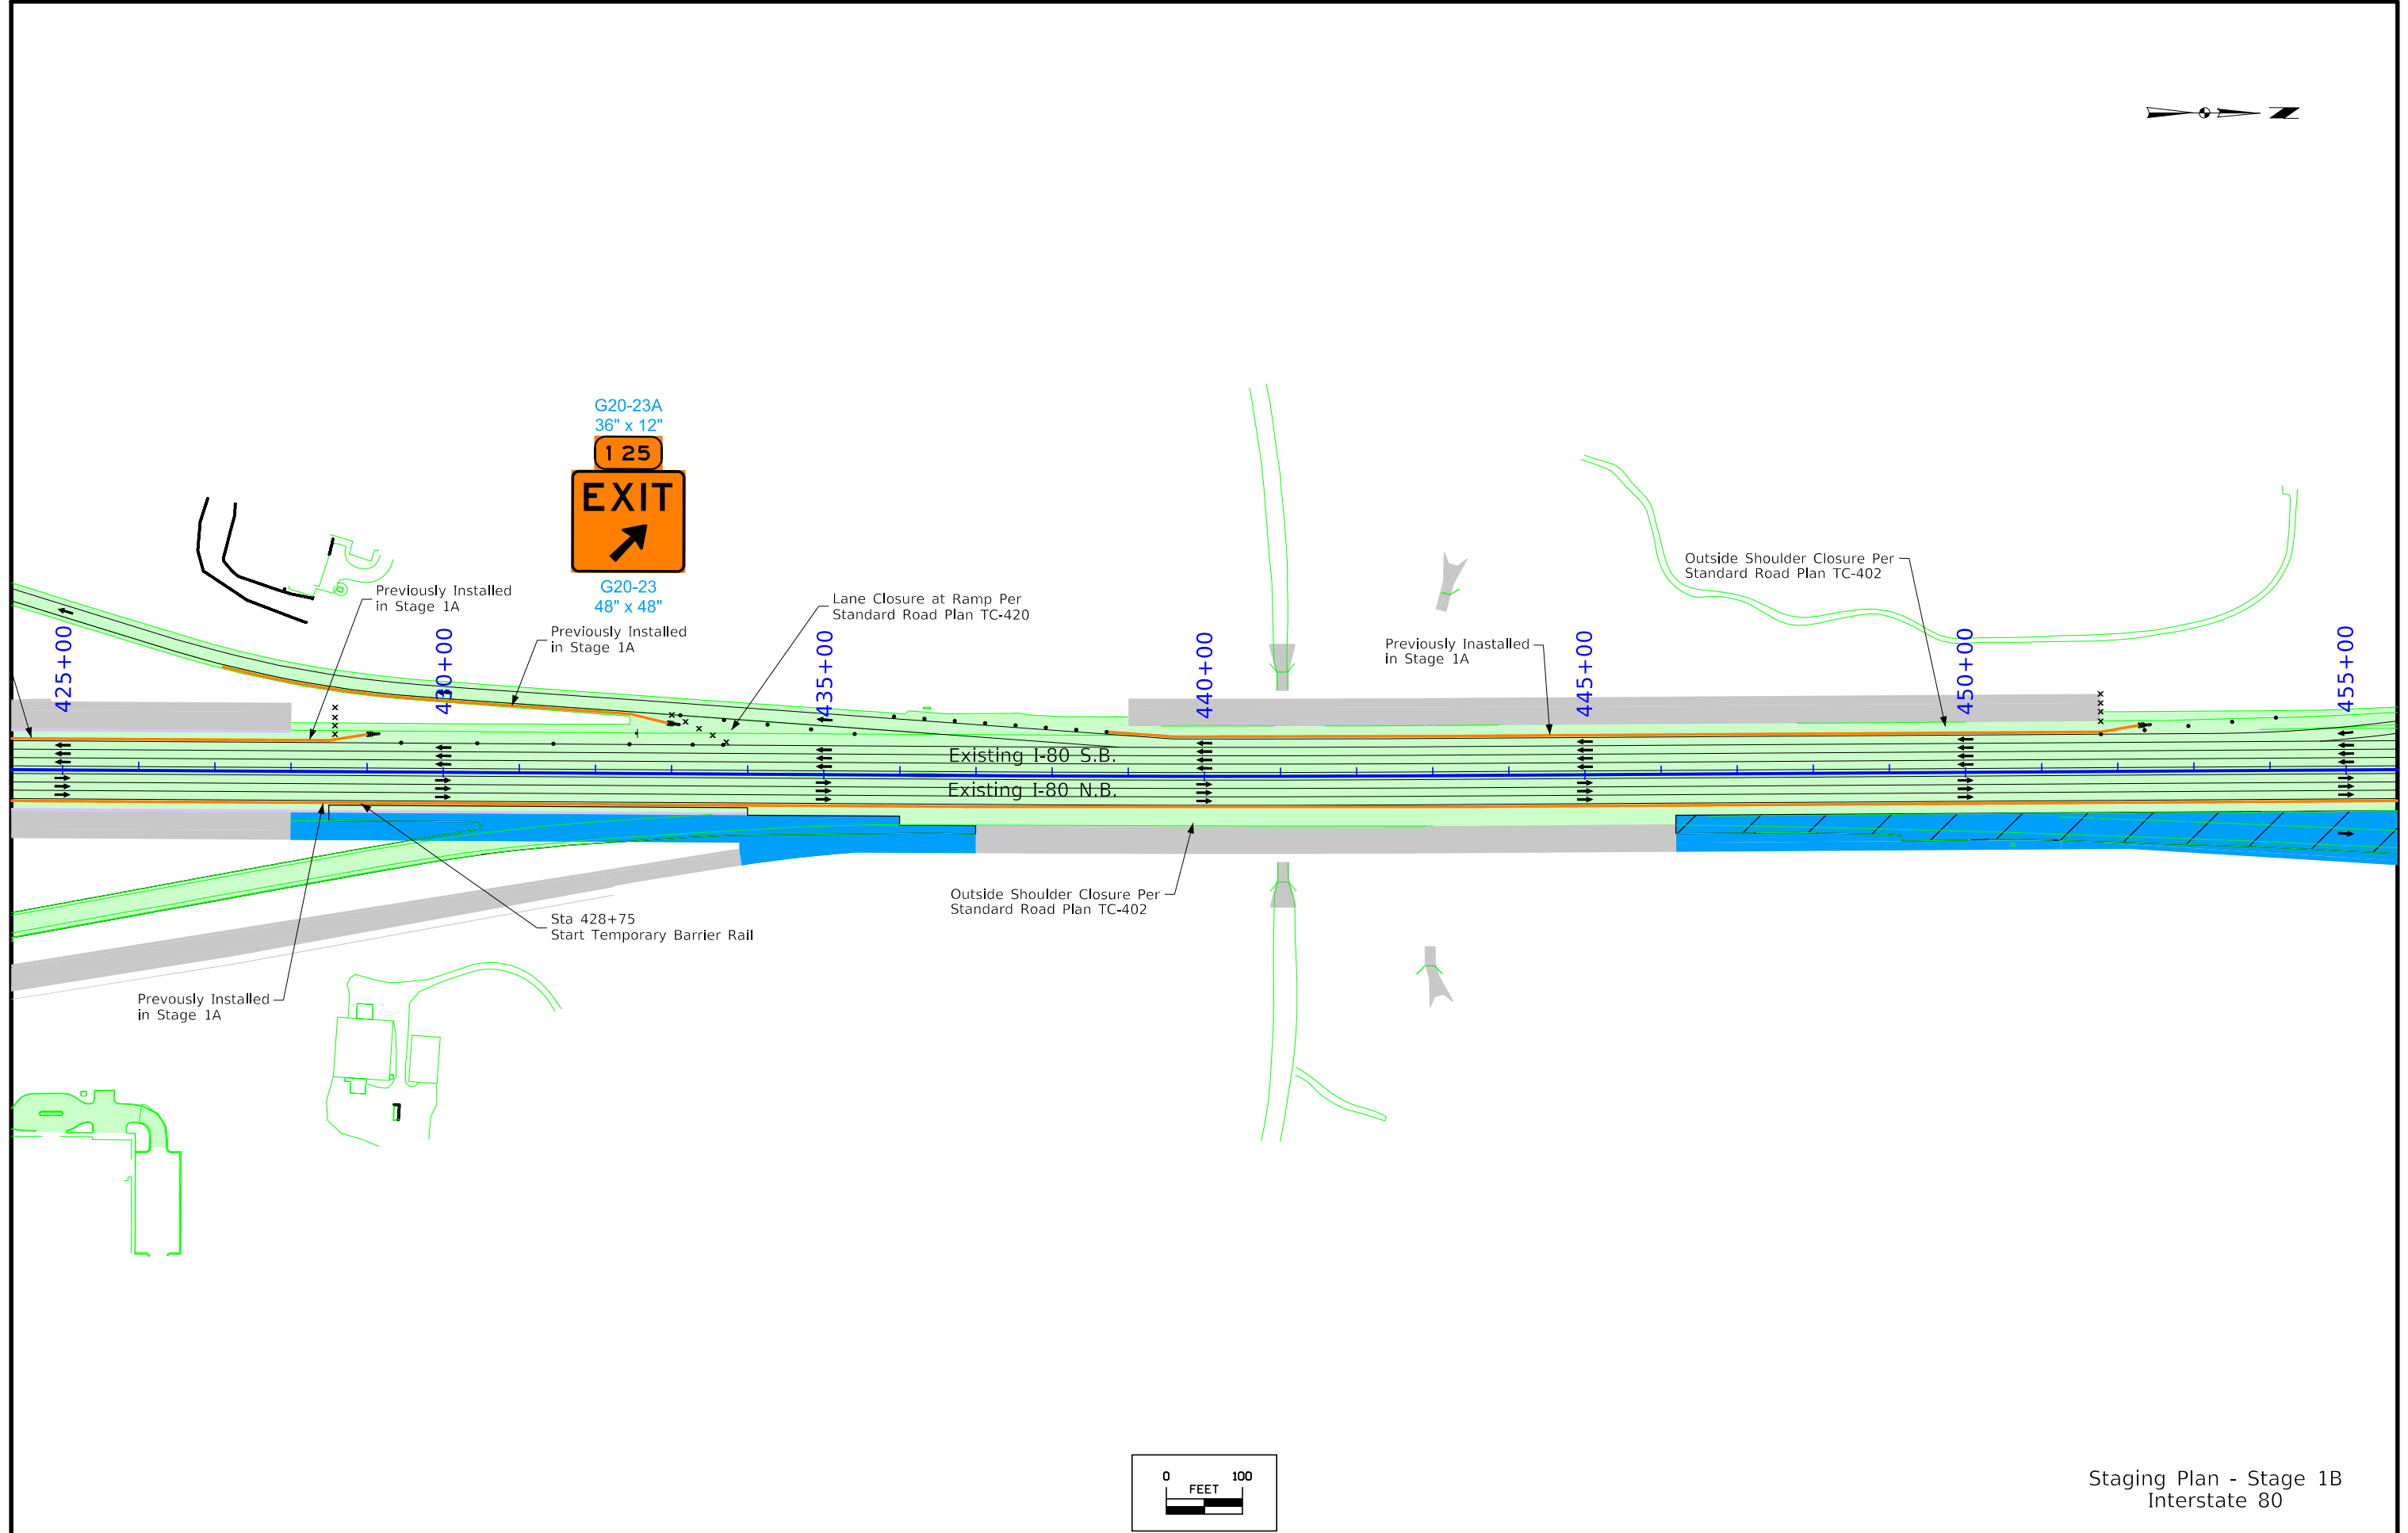 N
G20-23A
36" x 12"
125
EXIT
G20-23
48" x 48"
Previously Installed
in Stage 1A
Previously Installed
in Stage 1A
Lane Closure at Ramp Per
Standard Road Plan TC-420
Previously Inastalled
in Stage 1A
Outside Shoulder Closure Per
Standard Road Plan TC-402
425+00
430+00
435+00
440+00
445+00
450+00
455+00
Existing I-80 S.B.
Existing I-80 N.B.
Outside Shoulder Closure Per
Standard Road Plan TC-402
Sta 428+75
Start Temporary Barrier Rail
Prevously Installed
in Stage 1A
0 100
FEET
Staging Plan - Stage 1B
Interstate 80